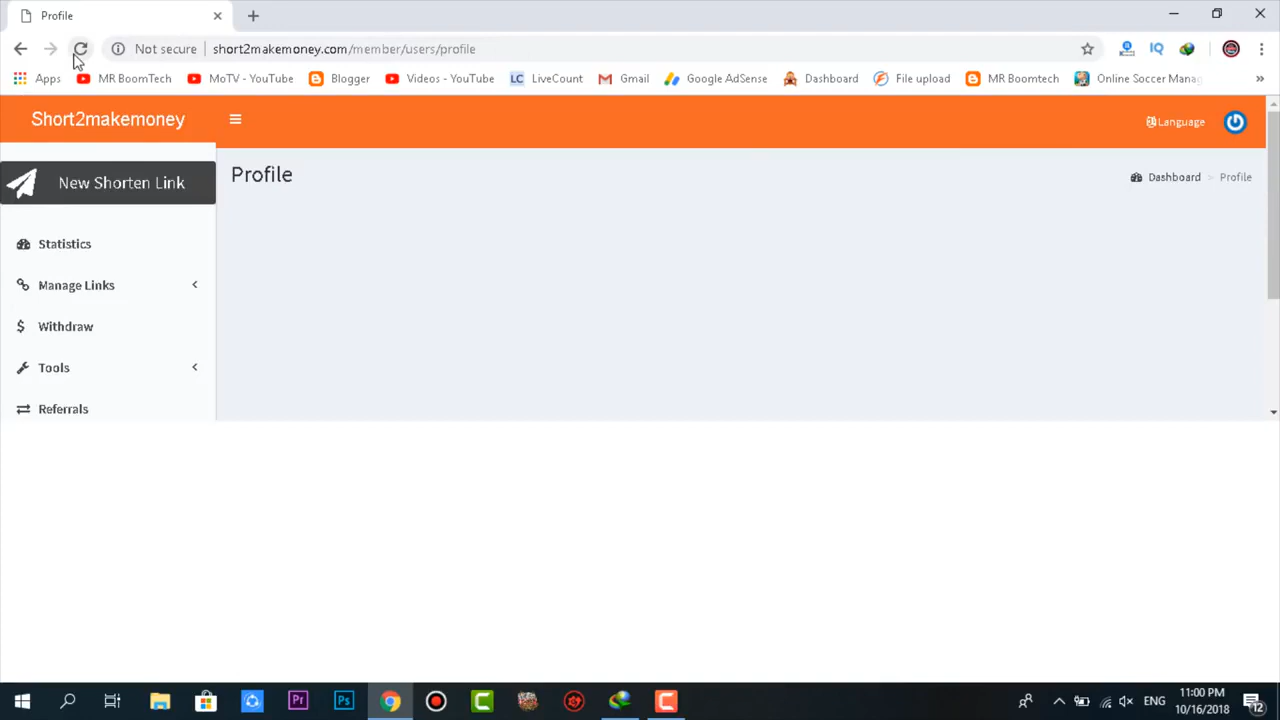 Profile
Not secure short2makemoney.com/member/users/profile
Apps MR BoomTech MoTV - YouTube Blogger Videos - YouTube LC LiveCount Gmail Google AdSense Dashboard File upload MR Boomtech Online Soccer Manag »
Short2makemoney Language
Profile Dashboard > Profile
New Shorten Link
Statistics
Manage Links
$ Withdraw
Tools
Referrals
Pr Ps ENG 11:00 PM
10/16/2018 12